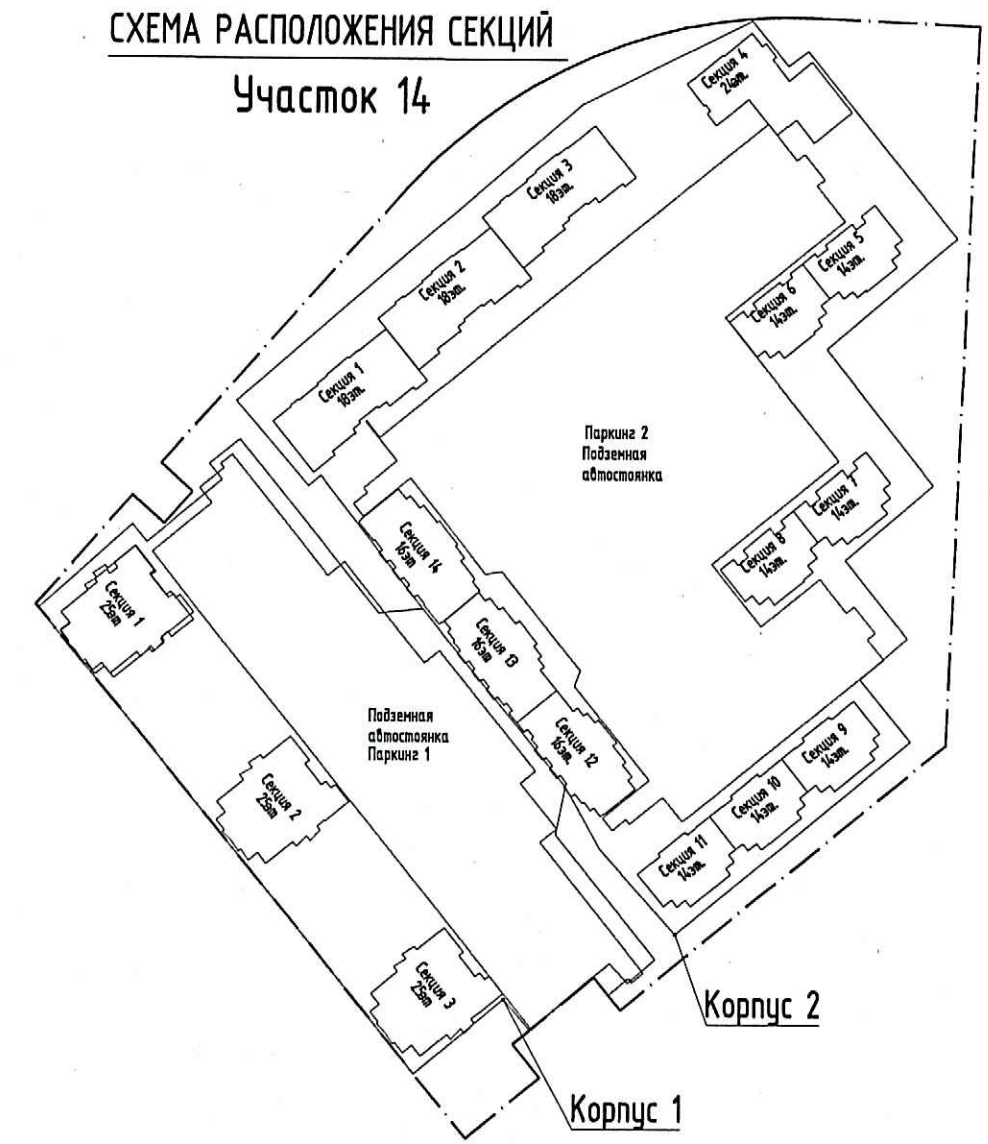 СХЕМА РАСПОЛОЖЕНИЯ СЕКЦИЙ
Участок 14
Секция 4
24эт.
Секция 3
18эт.
Секция 2
18эт.
Секция 1
18эт.
Секция 5
14эт.
Секция 6
14эт.
Паркинг 2
Подземная
автостоянка
Секция 7
14эт.
Секция 8
14эт.
Секция 14
16эт
Секция 13
16эт
Секция 12
16эт.
Секция 1
25эт
Секция 2
25эт
Секция 3
25эт
Подземная
автостоянка
Паркинг 1
Секция 9
14эт.
Секция 10
14эт.
Секция 11
14эт.
Корпус 2
Корпус 1